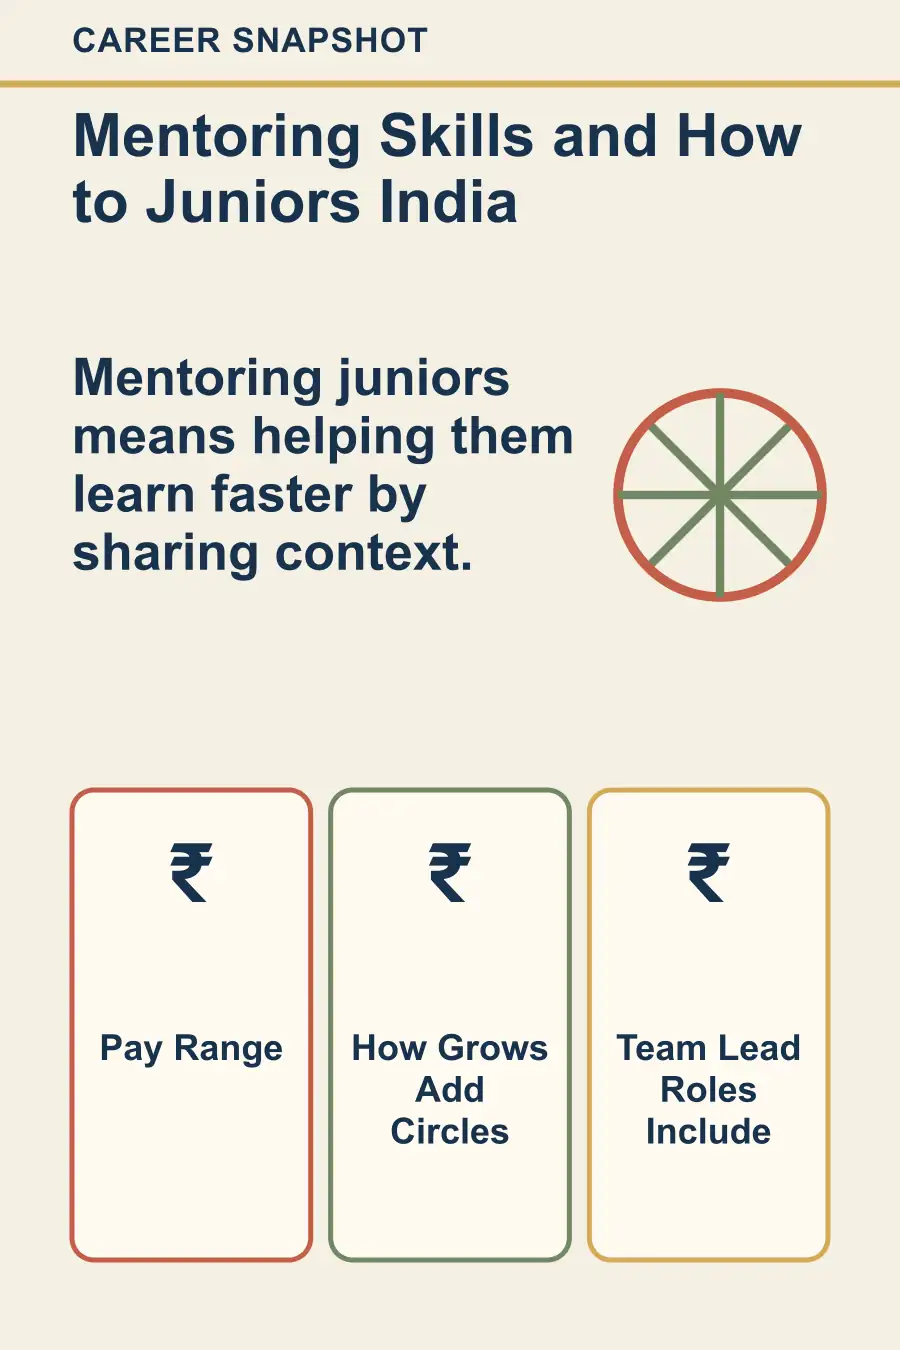 CAREER SNAPSHOT
Mentoring Skills and How
to Juniors India
Mentoring juniors
means helping them
learn faster by
sharing context.
₹
Pay Range
₹
How Grows
Add
Circles
₹
Team Lead
Roles
Include